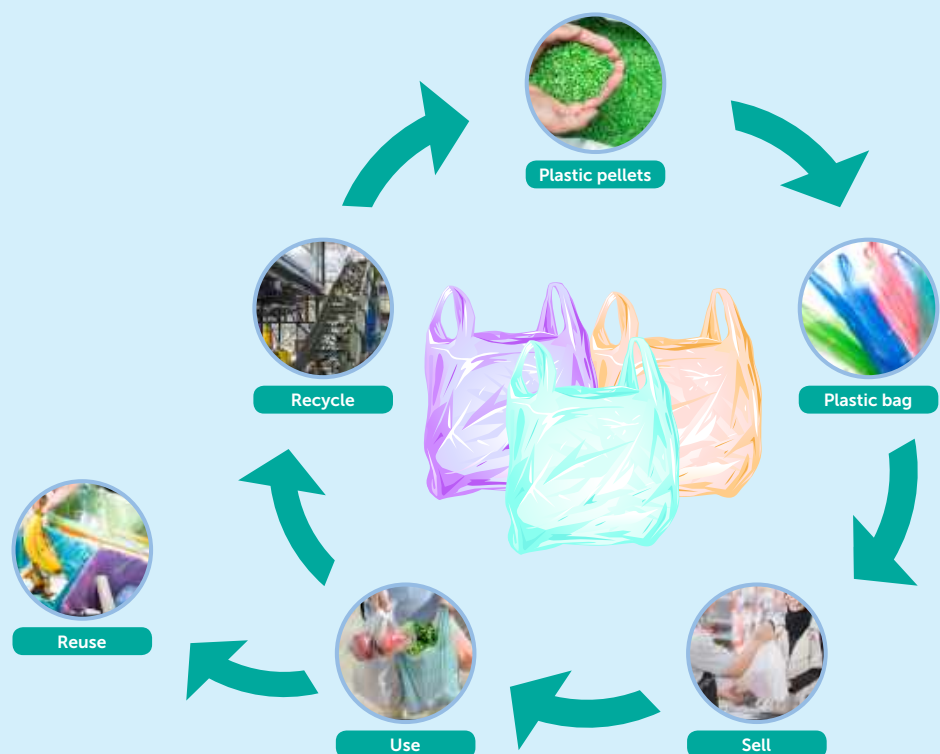 Plastic pellets
Recycle
Plastic bag
Reuse
Use
Sell